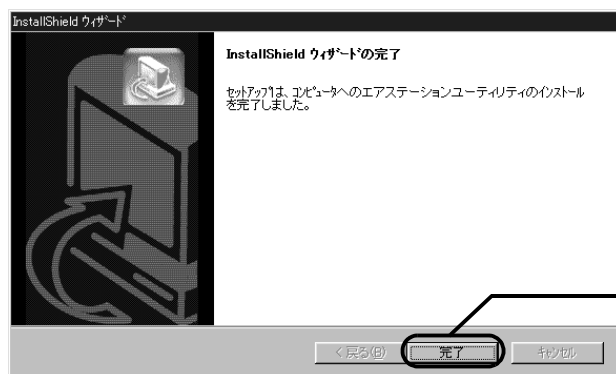 InstallShield ｳｨｻﾞｰﾄﾞ
InstallShield ｳｨｻﾞｰﾄﾞの完了
ｾｯﾄｱｯﾌﾟは、ｺﾝﾋﾟｭｰﾀへのエアステーションユーティリティのｲﾝｽﾄｰﾙ
を完了しました。
< 戻る(B)
完了
ｷｬﾝｾﾙ